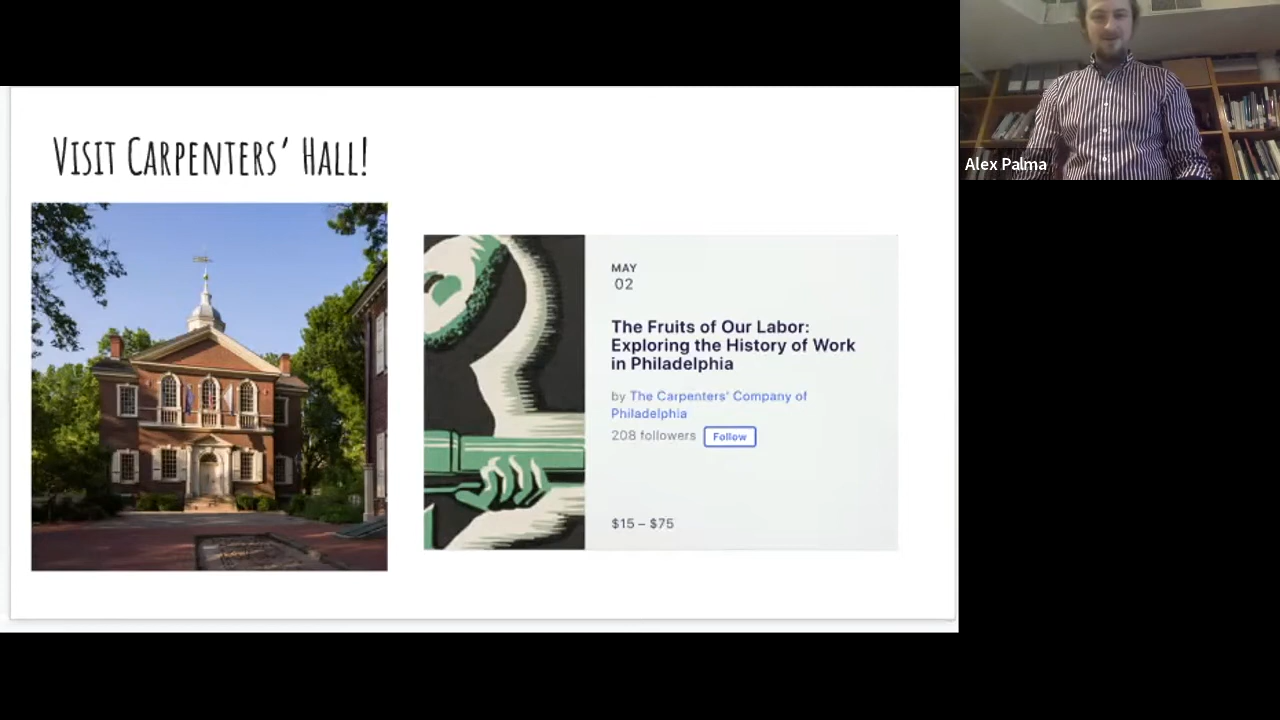 Visit Carpenters' Hall!
MAY
02
The Fruits of Our Labor:
Exploring the History of Work
in Philadelphia
by The Carpenters' Company of
Philadelphia
208 followers Follow
$15 – $75
Alex Palma